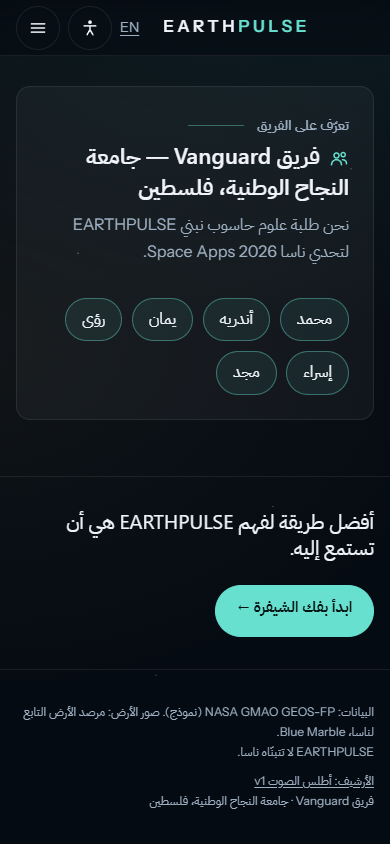 EARTHPULSE
EN
تعرّف على الفريق
فريق Vanguard — جامعة
النجاح الوطنية، فلسطين
نحن طلبة علوم حاسوب نبني EARTHPULSE
لتحدي ناسا Space Apps 2026.
محمد
أندريه
يمان
رؤى
إسراء
مجد
أفضل طريقة لفهم EARTHPULSE هي أن
تستمع إليه.
ابدأ بفك الشيفرة ←
البيانات: NASA GMAO GEOS-FP (نموذج). صور الأرض: مرصد الأرض التابع
لناسا، Blue Marble.
EARTHPULSE لا تتبنّاه ناسا.
الأرشيف: أطلس الصوت v1
فريق Vanguard · جامعة النجاح الوطنية، فلسطين